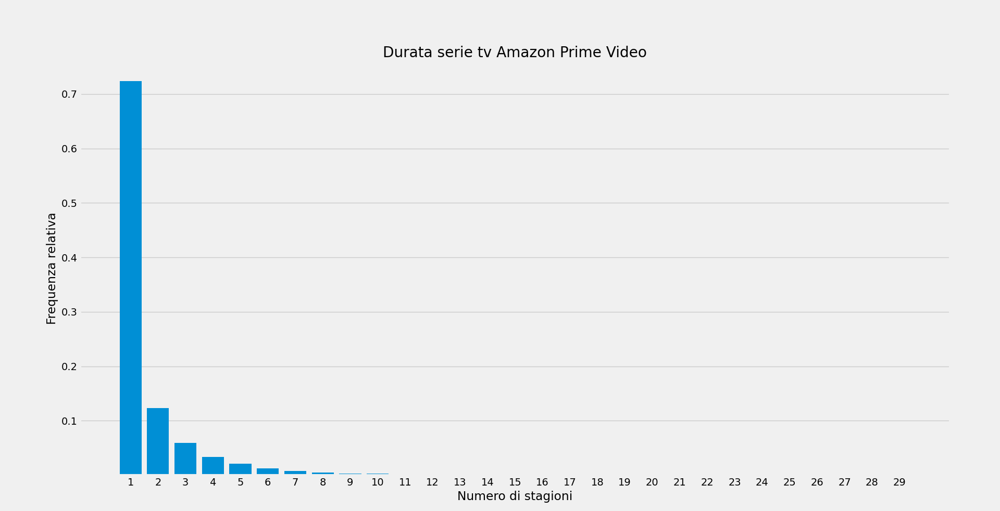 Durata serie tv Amazon Prime Video
0.7
0.6
0.5
0.4
0.3
0.2
0.1
Frequenza relativa
1 2 3 4 5 6 7 8 9 10 11 12 13 14 15 16 17 18 19 20 21 22 23 24 25 26 27 28 29
Numero di stagioni